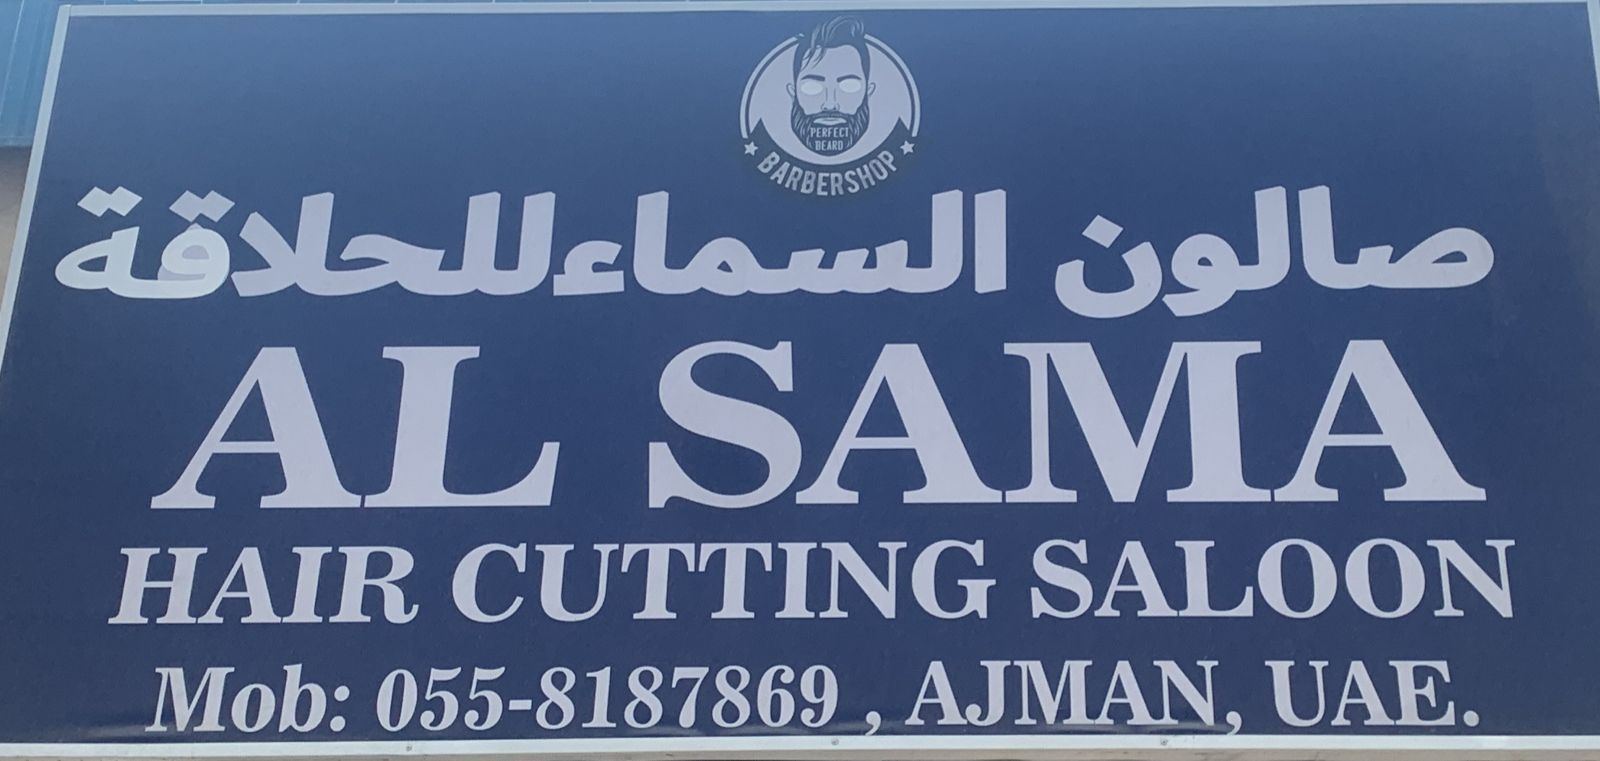 PERFECT
BEARD
BARBERSHOP
صالون السماء للحلاقة
AL SAMA
HAIR CUTTING SALOON
Mob: 055-8187869 , AJMAN, UAE.